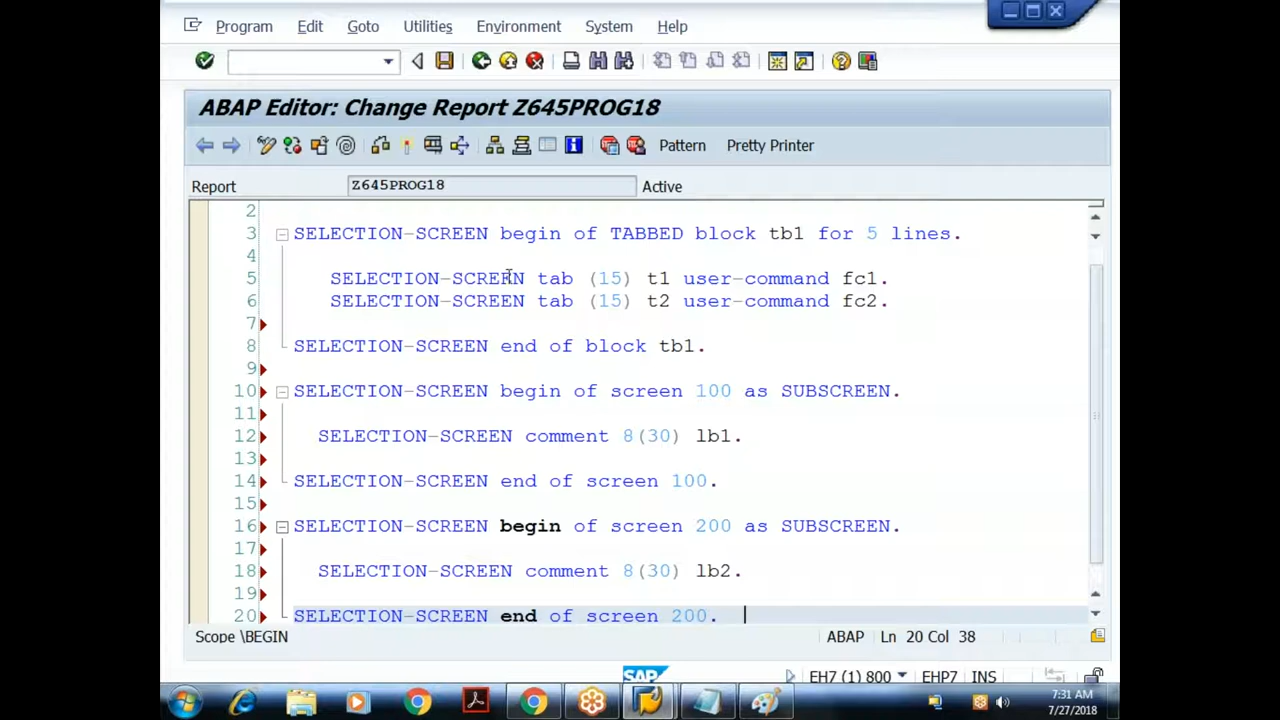 Program Edit Goto Utilities Environment System Help
ABAP Editor: Change Report Z645PROG18
Pattern Pretty Printer
Report Z645PROG18 Active
2
3 SELECTION-SCREEN begin of TABBED block tb1 for 5 lines.
4
5 SELECTION-SCREEN tab (15) t1 user-command fc1.
6 SELECTION-SCREEN tab (15) t2 user-command fc2.
7
8 SELECTION-SCREEN end of block tb1.
9
10 SELECTION-SCREEN begin of screen 100 as SUBSCREEN.
11
12 SELECTION-SCREEN comment 8(30) lb1.
13
14 SELECTION-SCREEN end of screen 100.
15
16 SELECTION-SCREEN begin of screen 200 as SUBSCREEN.
17
18 SELECTION-SCREEN comment 8(30) lb2.
19
20 SELECTION-SCREEN end of screen 200.
Scope \BEGIN ABAP Ln 20 Col 38
SAP EH7 (1) 800 EHP7 INS
7:31 AM
7/27/2018